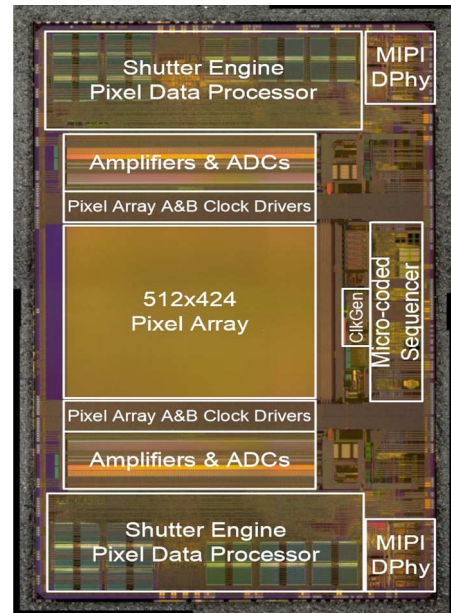 Shutter Engine
Pixel Data Processor
MIPI
DPhy
Amplifiers & ADCs
Pixel Array A&B Clock Drivers
512x424
Pixel Array
ClkGen
Micro-coded
Sequencer
Pixel Array A&B Clock Drivers
Amplifiers & ADCs
Shutter Engine
Pixel Data Processor
MIPI
DPhy